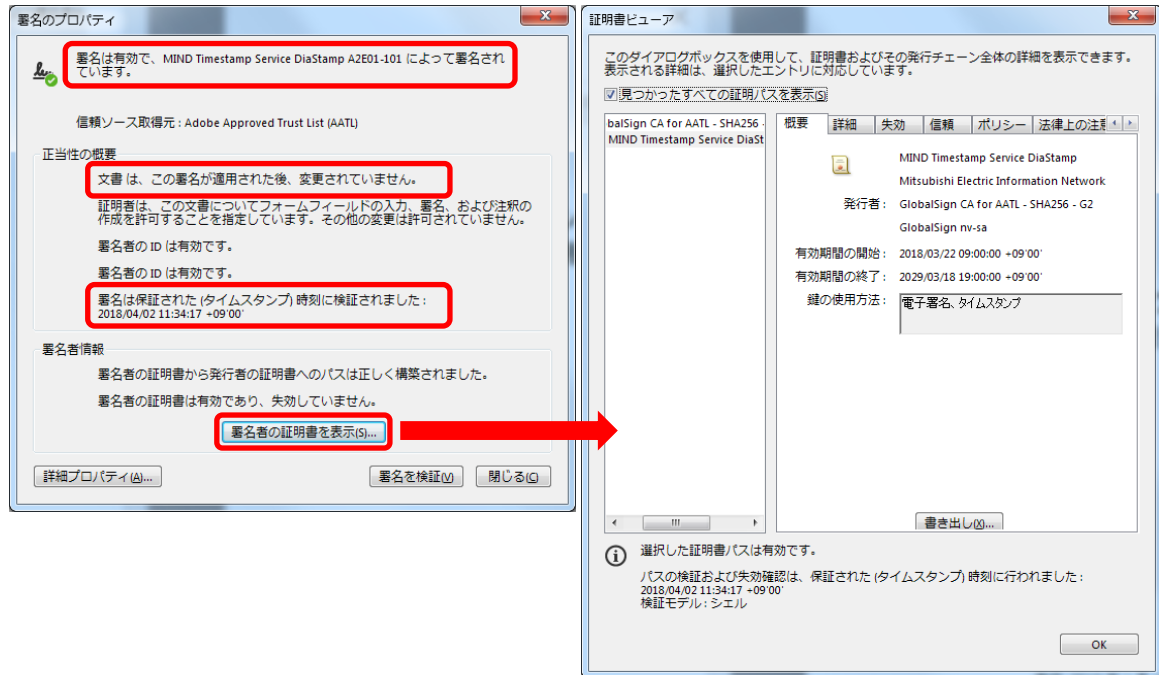 署名のプロパティ
署名は有効で、MIND Timestamp Service DiaStamp A2E01-101 によって署名され
ています。
信頼ソース取得元 : Adobe Approved Trust List (AATL)
正当性の概要
文書 は、この署名が適用された後、変更されていません。
証明者は、この文書についてフォームフィールドの入力、署名、および注釈の
作成を許可することを指定しています。その他の変更は許可されていません。
署名者の ID は有効です。
署名者の ID は有効です。
署名は保証された (タイムスタンプ) 時刻に検証されました :
2018/04/02 11:34:17 +09'00'
署名者情報
署名者の証明書から発行者の証明書へのパスは正しく構築されました。
署名者の証明書は有効であり、失効していません。
署名者の証明書を表示(S)...
詳細プロパティ(A)...
署名を検証(V)
閉じる(C)
証明書ビューア
このダイアログボックスを使用して、証明書およびその発行チェーン全体の詳細を表示できます。
表示される詳細は、選択したエントリに対応しています。
見つかったすべての証明パスを表示(S)
balSign CA for AATL - SHA256 -
MIND Timestamp Service DiaSt
概要
詳細
失効
信頼
ポリシー
法律上の注意
MIND Timestamp Service DiaStamp
Mitsubishi Electric Information Network
発行者 : GlobalSign CA for AATL - SHA256 - G2
GlobalSign nv-sa
有効期間の開始 : 2018/03/22 09:00:00 +09'00'
有効期間の終了 : 2029/03/18 19:00:00 +09'00'
鍵の使用方法 : 電子署名、タイムスタンプ
書き出し(X)...
選択した証明書パスは有効です。
パスの検証および失効確認は、保証された (タイムスタンプ) 時刻に行われました :
2018/04/02 11:34:17 +09'00'
検証モデル : シェル
OK